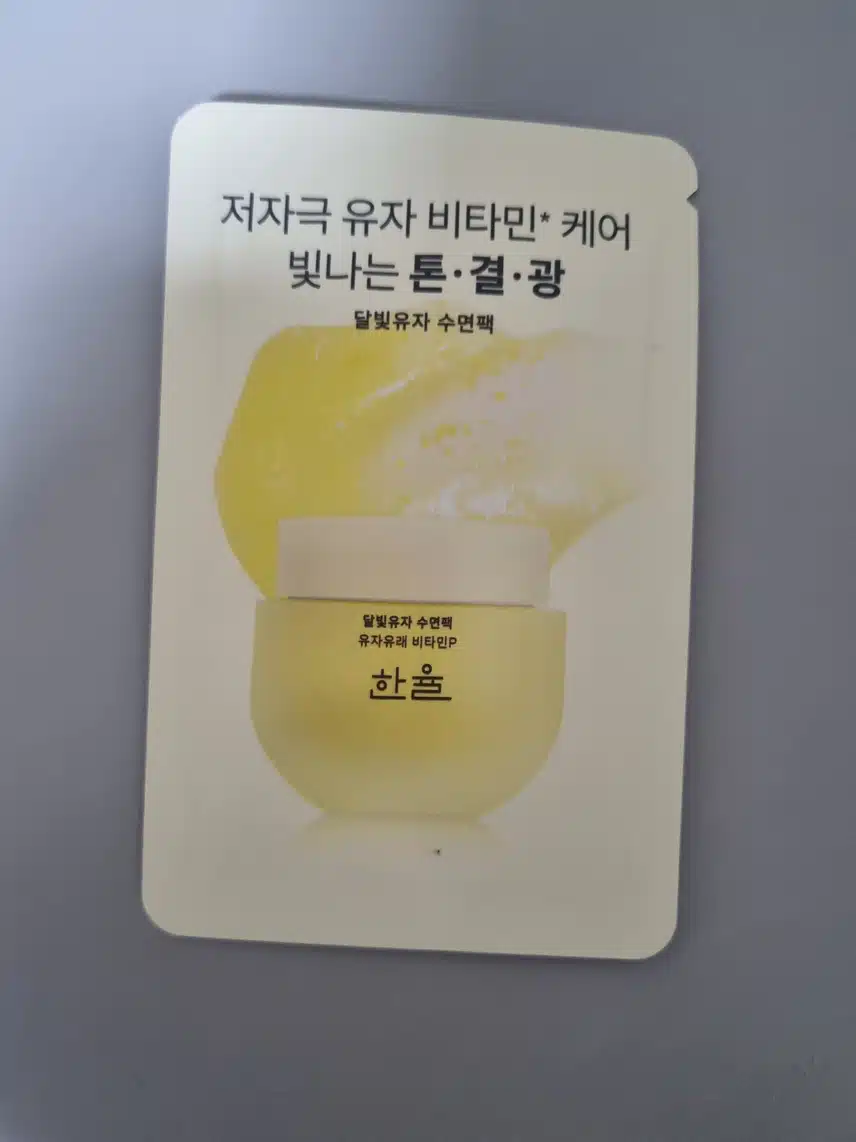 저자극 유자 비타민* 케어
빛나는 톤·결·광
달빛유자 수면팩
달빛유자 수면팩
유자유래 비타민P
한율